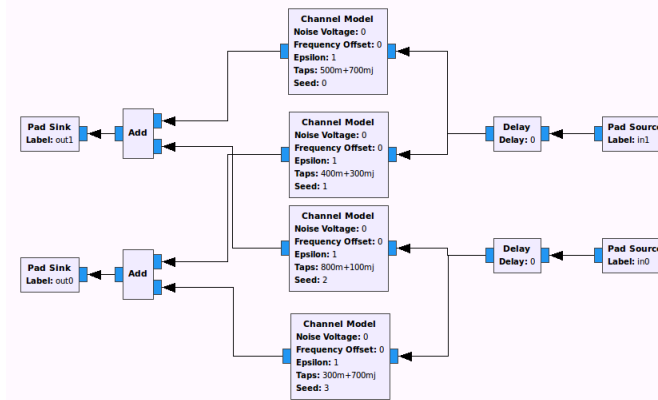 Channel Model
Noise Voltage: 0
Frequency Offset: 0
Epsilon: 1
Taps: 500m+700mj
Seed: 0
Pad Sink
Label: out1
Add
Channel Model
Noise Voltage: 0
Frequency Offset: 0
Epsilon: 1
Taps: 400m+300mj
Seed: 1
Delay
Delay: 0
Pad Source
Label: in1
Channel Model
Noise Voltage: 0
Frequency Offset: 0
Epsilon: 1
Taps: 800m+100mj
Seed: 2
Pad Sink
Label: out0
Add
Delay
Delay: 0
Pad Source
Label: in0
Channel Model
Noise Voltage: 0
Frequency Offset: 0
Epsilon: 1
Taps: 300m+700mj
Seed: 3